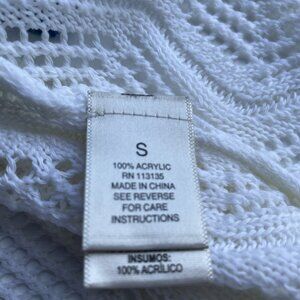 S
100% ACRYLIC
RN 113135
MADE IN CHINA
SEE REVERSE
FOR CARE
INSTRUCTIONS
INSUMOS:
100% ACRÍLICO